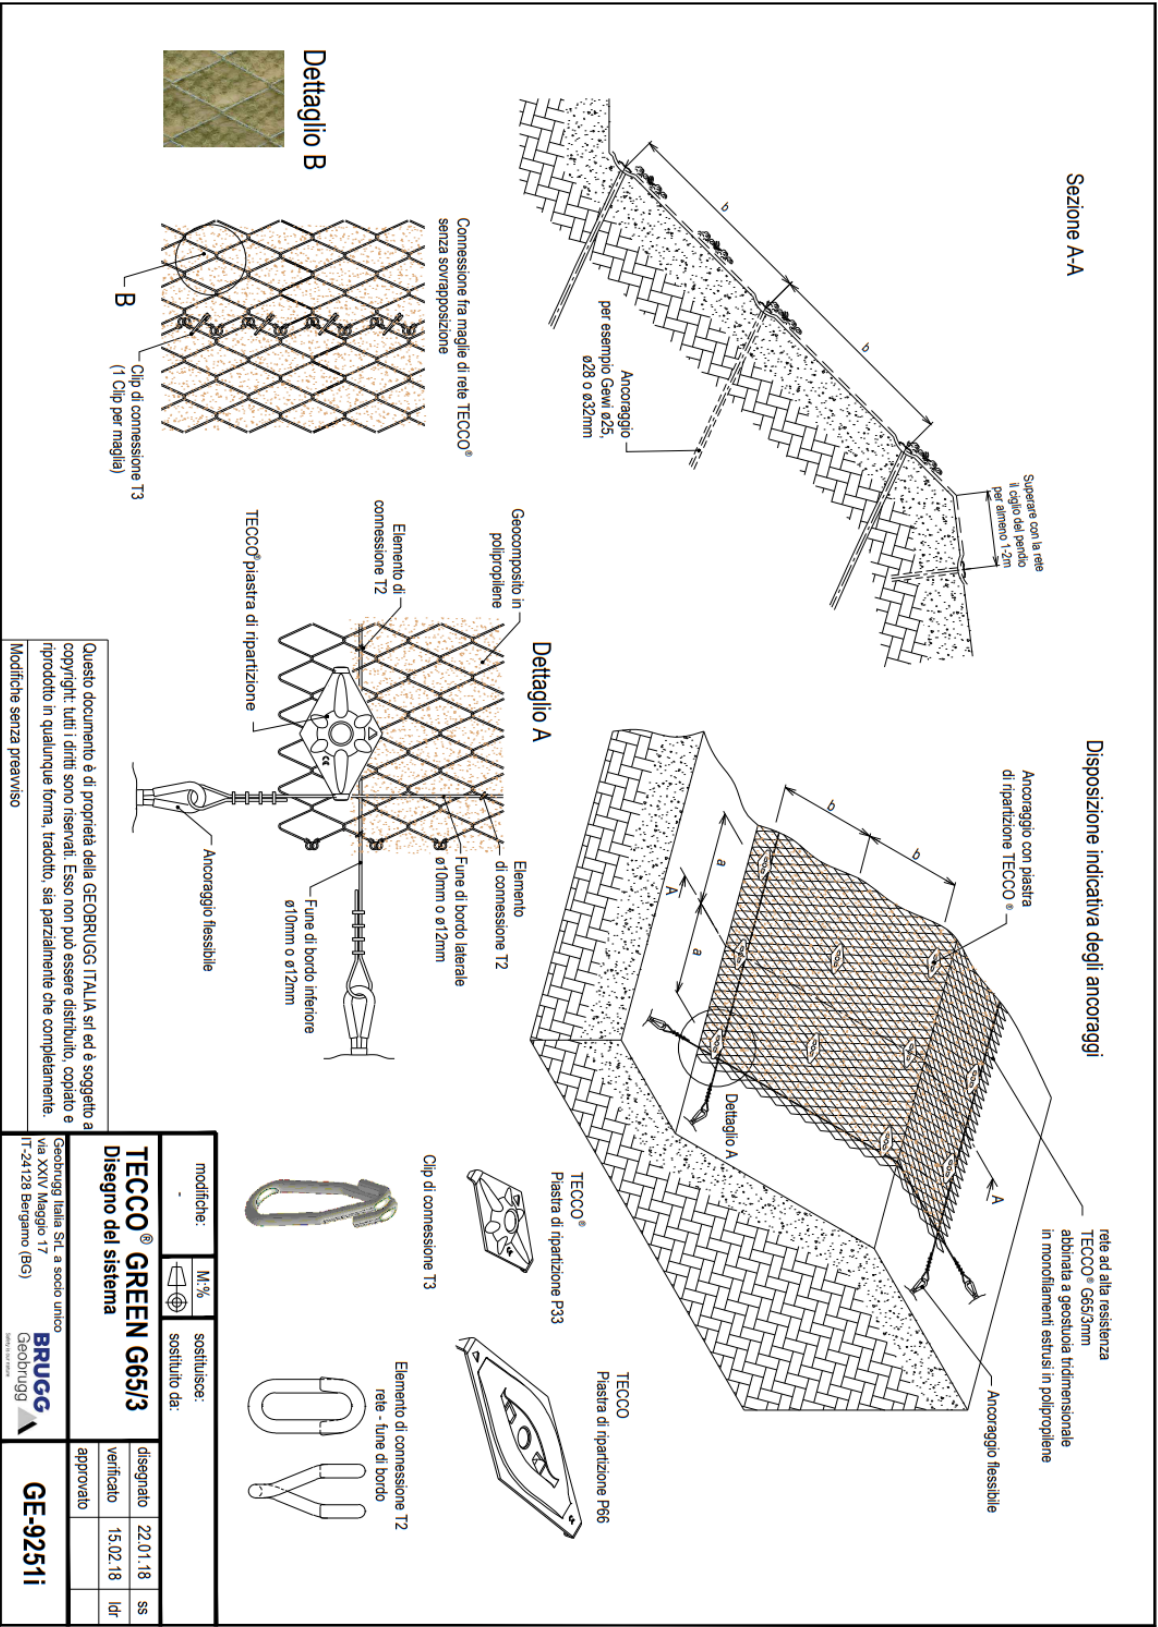 Sezione A-A
b
b
Superare con la rete
il ciglio del pendio
per almeno 1-2m
Ancoraggio
per esempio Gewi ø25,
ø28 o ø32mm
Disposizione indicativa degli ancoraggi
Ancoraggio con piastra
di ripartizione TECCO ®
b
b
a
a
A
A
Dettaglio A
rete ad alta resistenza
TECCO® G65/3mm
abbinata a geostuoia tridimensionale
in monofilamenti estrusi in polipropilene
Ancoraggio flessibile
Dettaglio B
Connessione fra maglie di rete TECCO®
senza sovrapposizione
B
Clip di connessione T3
(1 Clip per maglia)
Dettaglio A
Geocomposito in
polipropilene
Elemento di
connessione T2
TECCO® piastra di ripartizione
Elemento
di connessione T2
Fune di bordo laterale
ø10mm o ø12mm
Fune di bordo inferiore
ø10mm o ø12mm
Ancoraggio flessibile
TECCO®
Piastra di ripartizione P33
TECCO
Piastra di ripartizione P66
Clip di connessione T3
Elemento di connessione T2
rete - fune di bordo
Questo documento è di proprietà della GEOBRUGG ITALIA srl ed è soggetto a
copyright: tutti i diritti sono riservati. Esso non può essere distribuito, copiato e
riprodotto in qualunque forma, tradotto, sia parzialmente che completamente.
Modifiche senza preavviso
modifiche:
-
M:%
sostituisce:
sostituito da:
TECCO® GREEN G65/3
Disegno del sistema
disegnato 22.01.18 ss
verificato 15.02.18 ldr
approvato
Geobrugg Italia SrL a socio unico
via XXIV Maggio 17
IT-24128 Bergamo (BG)
BRUGG
Geobrugg
GE-9251i